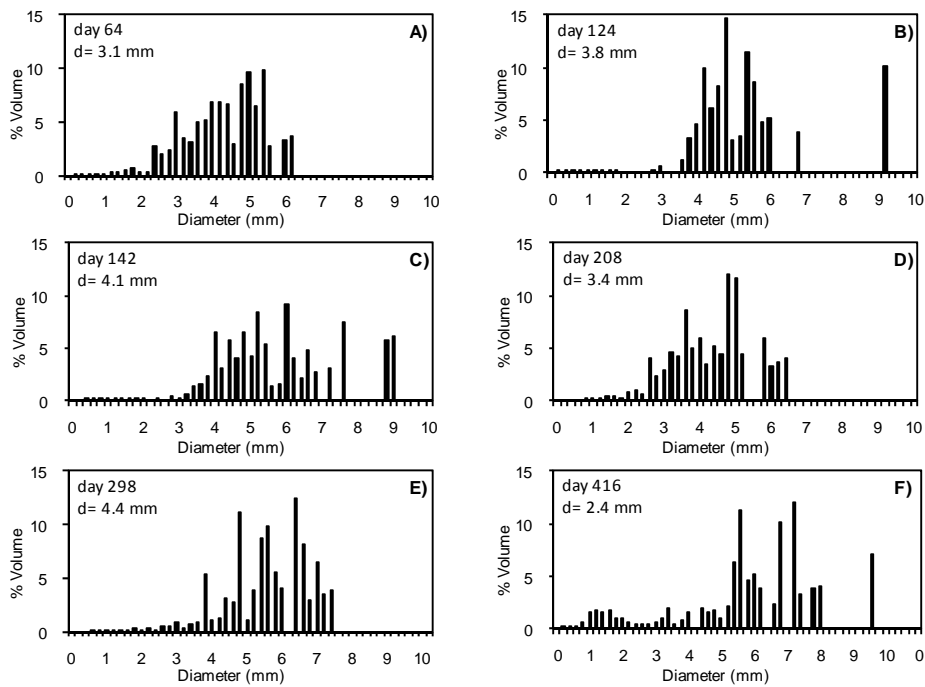 day 64
d= 3.1 mm
A)
15
10
5
0
% Volume
0 1 2 3 4 5 6 7 8 9 10
Diameter (mm)
day 124
d= 3.8 mm
B)
15
10
5
0
% Volume
0 1 2 3 4 5 6 7 8 9 10
Diameter (mm)
day 142
d= 4.1 mm
C)
15
10
5
0
% Volume
0 1 2 3 4 5 6 7 8 9 10
Diameter (mm)
day 208
d= 3.4 mm
D)
15
10
5
0
% Volume
0 1 2 3 4 5 6 7 8 9 10
Diameter (mm)
day 298
d= 4.4 mm
E)
15
10
5
0
% Volume
0 1 2 3 4 5 6 7 8 9 10
Diameter (mm)
day 416
d= 2.4 mm
F)
15
10
5
0
% Volume
0 1 2 3 4 5 6 7 8 9 10 0
Diameter (mm)